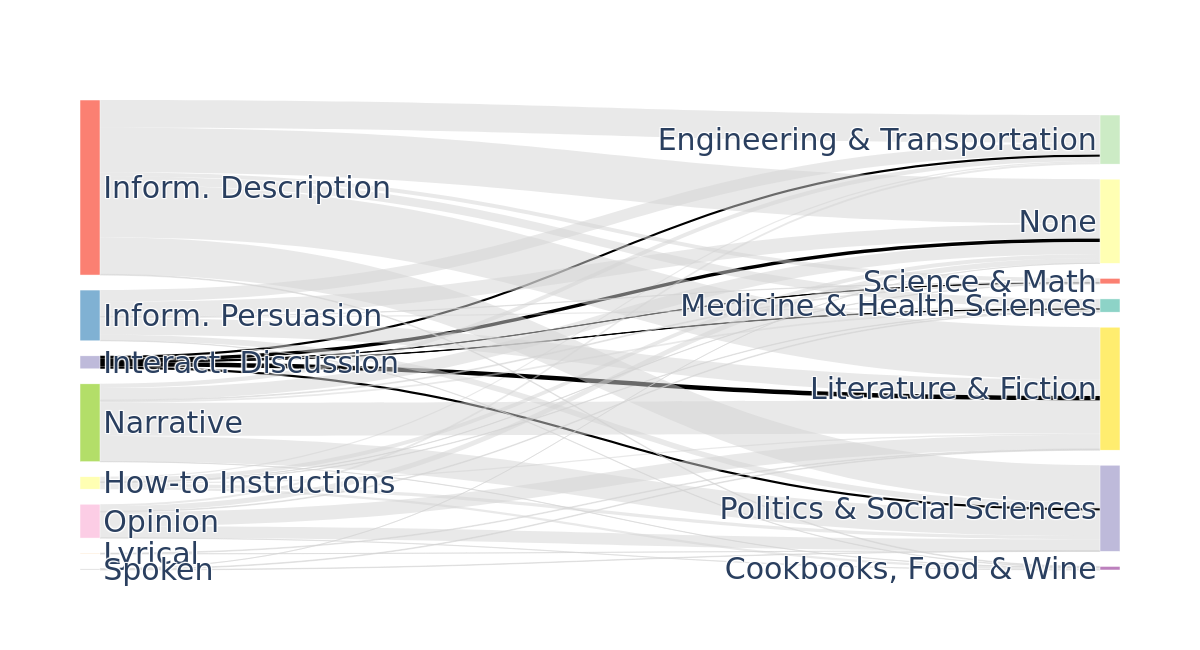 Inform. Description
Inform. Persuasion
Interact. Discussion
Narrative
How-to Instructions
Opinion
Lyrical
Spoken
Engineering & Transportation
None
Science & Math
Medicine & Health Sciences
Literature & Fiction
Politics & Social Sciences
Cookbooks, Food & Wine